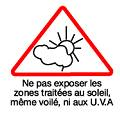 Ne pas exposer les
zones traitées au soleil,
même voilé, ni aux U.V.A